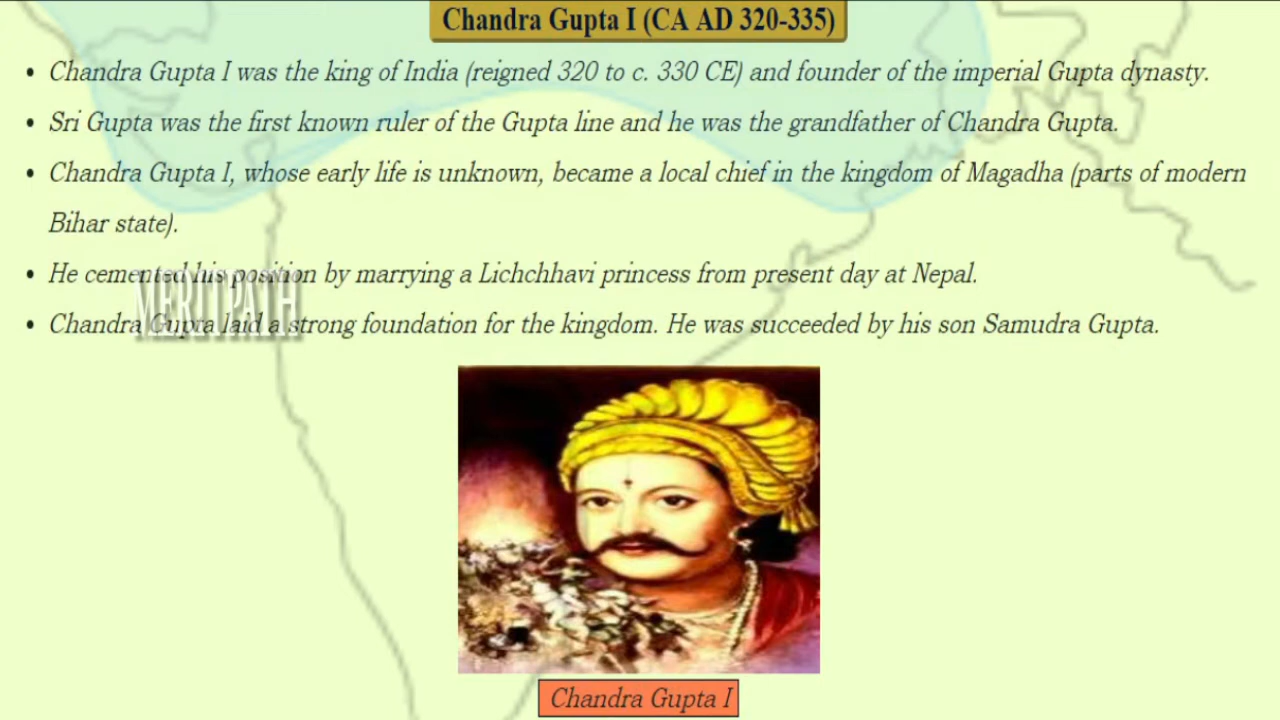 Chandra Gupta I (CA AD 320-335)
• Chandra Gupta I was the king of India (reigned 320 to c. 330 CE) and founder of the imperial Gupta dynasty.
• Sri Gupta was the first known ruler of the Gupta line and he was the grandfather of Chandra Gupta.
• Chandra Gupta I, whose early life is unknown, became a local chief in the kingdom of Magadha (parts of modern
Bihar state).
• He cemented his position by marrying a Lichchhavi princess from present day at Nepal.
MERITPATH
• Chandra Gupta laid a strong foundation for the kingdom. He was succeeded by his son Samudra Gupta.
Chandra Gupta I